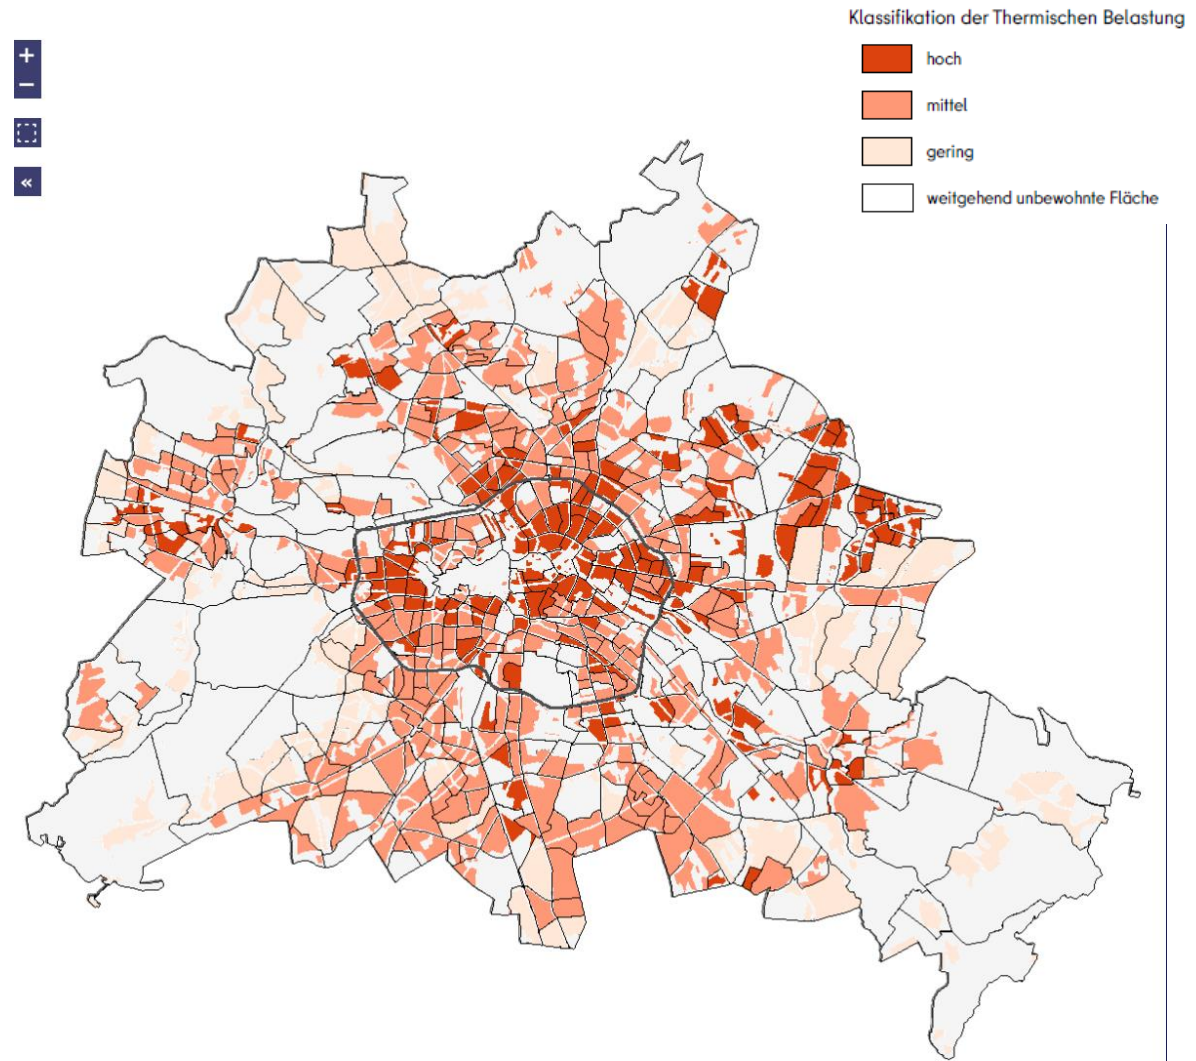 Klassifikation der Thermischen Belastung
hoch
mittel
gering
weitgehend unbewohnte Fläche
+
−
«